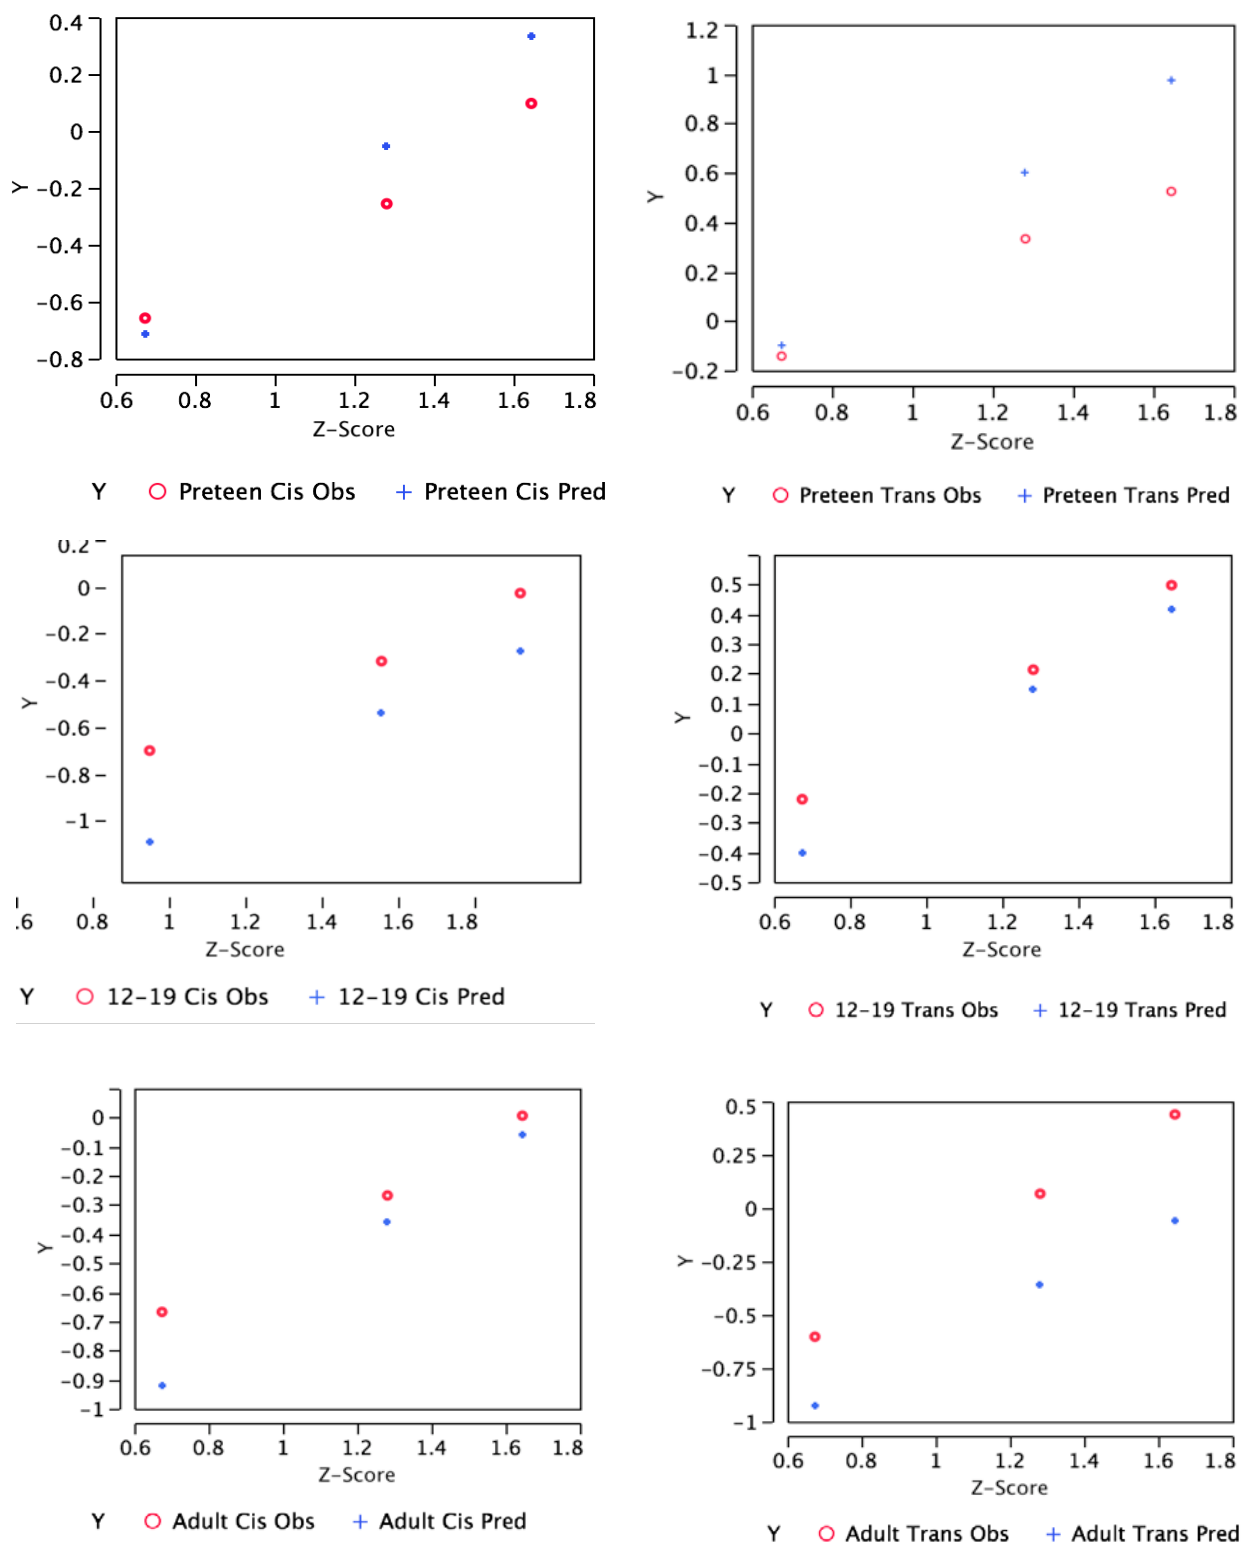 0.4
0.2
0
-0.2
-0.4
-0.6
-0.8
Y
0.6 0.8 1 1.2 1.4 1.6 1.8
Z-Score
Y Preteen Cis Obs Preteen Cis Pred
1.2
1
0.8
0.6
0.4
0.2
0
-0.2
Y
0.6 0.8 1 1.2 1.4 1.6 1.8
Z-Score
Y Preteen Trans Obs Preteen Trans Pred
0.2
0
-0.2
-0.4
-0.6
-0.8
-1
Y
.6 0.8 1 1.2 1.4 1.6 1.8
Z-Score
Y 12-19 Cis Obs 12-19 Cis Pred
0.5
0.4
0.3
0.2
0.1
0
-0.1
-0.2
-0.3
-0.4
-0.5
Y
0.6 0.8 1 1.2 1.4 1.6 1.8
Z-Score
Y 12-19 Trans Obs 12-19 Trans Pred
0
-0.1
-0.2
-0.3
-0.4
-0.5
-0.6
-0.7
-0.8
-0.9
-1
Y
0.6 0.8 1 1.2 1.4 1.6 1.8
Z-Score
Y Adult Cis Obs Adult Cis Pred
0.5
0.25
0
-0.25
-0.5
-0.75
-1
Y
0.6 0.8 1 1.2 1.4 1.6 1.8
Z-Score
Y Adult Trans Obs Adult Trans Pred